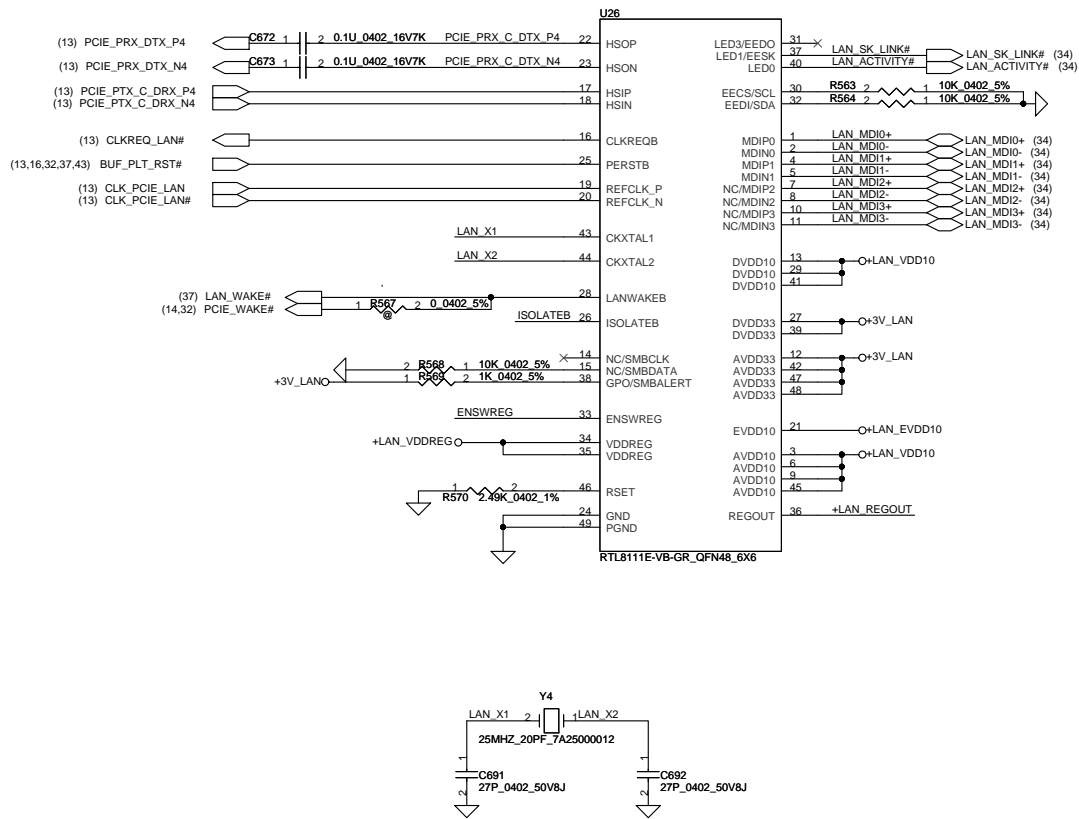 U26
(13) PCIE_PRX_DTX_P4 C672 1 2 0.1U_0402_16V7K PCIE_PRX_C_DTX_P4 22 HSOP
(13) PCIE_PRX_DTX_N4 C673 1 2 0.1U_0402_16V7K PCIE_PRX_C_DTX_N4 23 HSON
(13) PCIE_PTX_C_DRX_P4 17 HSIP
(13) PCIE_PTX_C_DRX_N4 18 HSIN
(13) CLKREQ_LAN# 16 CLKREQB
(13,16,32,37,43) BUF_PLT_RST# 25 PERSTB
(13) CLK_PCIE_LAN 19 REFCLK_P
(13) CLK_PCIE_LAN# 20 REFCLK_N
LAN_X1 43 CKXTAL1
LAN_X2 44 CKXTAL2
(37) LAN_WAKE# 28 LANWAKEB
(14,32) PCIE_WAKE# 1 R567 2 0_0402_5%
@
ISOLATEB 26 ISOLATEB
14 NC/SMBCLK
2 R568 1 10K_0402_5% 15 NC/SMBDATA
+3V_LAN 1 R569 2 1K_0402_5% 38 GPO/SMBALERT
ENSWREG 33 ENSWREG
+LAN_VDDREG 34 VDDREG
35 VDDREG
1 2 46 RSET
R570 2.49K_0402_1%
24 GND
49 PGND
LED3/EEDO 31
LED1/EESK 37 LAN_SK_LINK# LAN_SK_LINK# (34)
LED0 40 LAN_ACTIVITY# LAN_ACTIVITY# (34)
EECS/SCL 30 R563 2 1 10K_0402_5%
EEDI/SDA 32 R564 2 1 10K_0402_5%
MDIP0 1 LAN_MDI0+ LAN_MDI0+ (34)
MDIN0 2 LAN_MDI0- LAN_MDI0- (34)
MDIP1 4 LAN_MDI1+ LAN_MDI1+ (34)
MDIN1 5 LAN_MDI1- LAN_MDI1- (34)
NC/MDIP2 7 LAN_MDI2+ LAN_MDI2+ (34)
NC/MDIN2 8 LAN_MDI2- LAN_MDI2- (34)
NC/MDIP3 10 LAN_MDI3+ LAN_MDI3+ (34)
NC/MDIN3 11 LAN_MDI3- LAN_MDI3- (34)
DVDD10 13 +LAN_VDD10
DVDD10 29
DVDD10 41
DVDD33 27 +3V_LAN
DVDD33 39
AVDD33 12 +3V_LAN
AVDD33 42
AVDD33 47
AVDD33 48
EVDD10 21 +LAN_EVDD10
AVDD10 3 +LAN_VDD10
AVDD10 6
AVDD10 9
AVDD10 45
REGOUT 36 +LAN_REGOUT
RTL8111E-VB-GR_QFN48_6X6
Y4
LAN_X1 2 1 LAN_X2
25MHZ_20PF_7A25000012
1 1
C691 C692
27P_0402_50V8J 27P_0402_50V8J
2 2